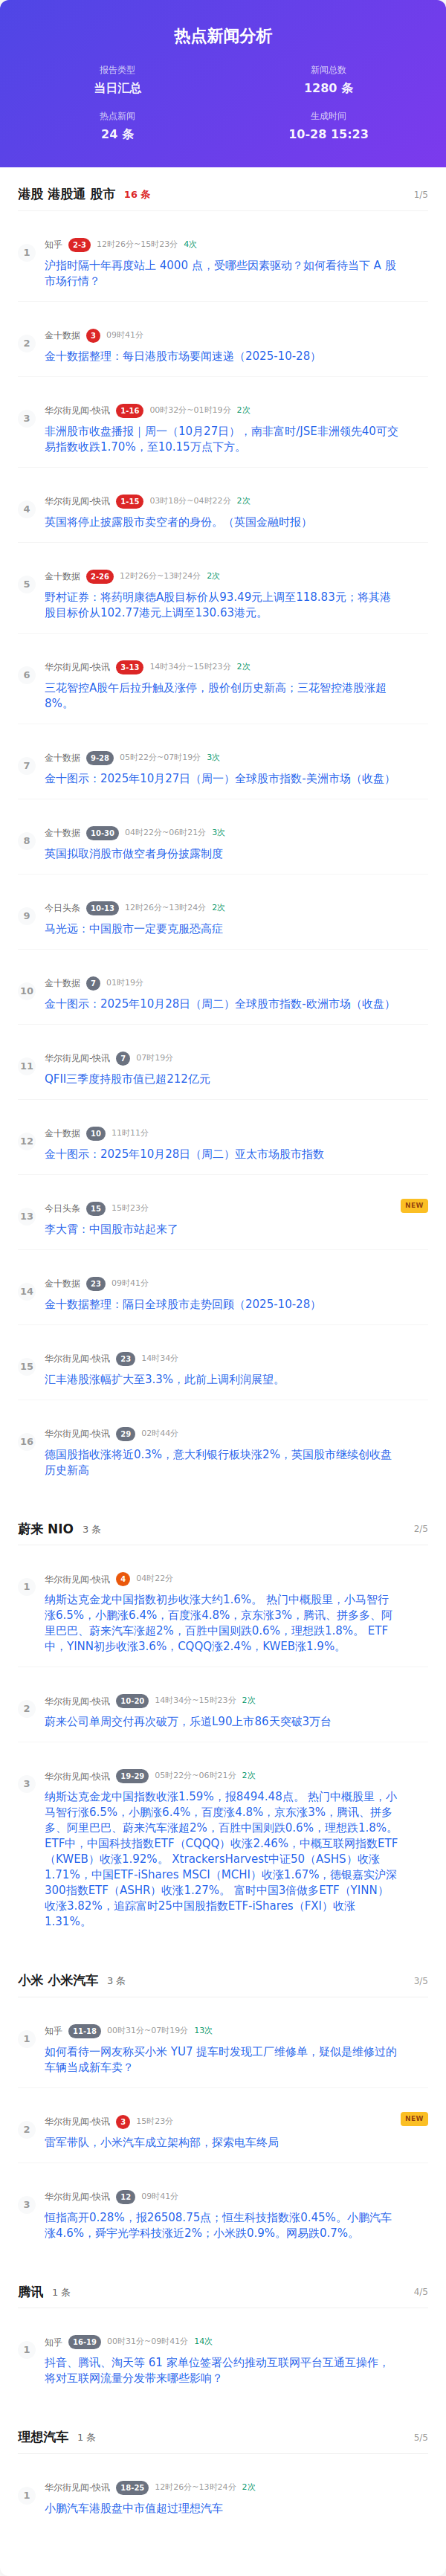 热点新闻分析
报告类型
新闻总数
当日汇总
1280 条
热点新闻
生成时间
24 条
10-28 15:23
港股 港股通 股市 16 条 1/5
1
知乎 2-3 12时26分~15时23分 4次
沪指时隔十年再度站上 4000 点，受哪些因素驱动？如何看待当下 A 股
市场行情？
2
金十数据 3 09时41分
金十数据整理：每日港股市场要闻速递（2025-10-28）
3
华尔街见闻-快讯 1-16 00时32分~01时19分 2次
非洲股市收盘播报｜周一（10月27日），南非富时/JSE非洲领先40可交
易指数收跌1.70%，至10.15万点下方。
4
华尔街见闻-快讯 1-15 03时18分~04时22分 2次
英国将停止披露股市卖空者的身份。（英国金融时报）
5
金十数据 2-26 12时26分~13时24分 2次
野村证券：将药明康德A股目标价从93.49元上调至118.83元；将其港
股目标价从102.77港元上调至130.63港元。
6
华尔街见闻-快讯 3-13 14时34分~15时23分 2次
三花智控A股午后拉升触及涨停，股价创历史新高；三花智控港股涨超
8%。
7
金十数据 9-28 05时22分~07时19分 3次
金十图示：2025年10月27日（周一）全球股市指数-美洲市场（收盘）
8
金十数据 10-30 04时22分~06时21分 3次
英国拟取消股市做空者身份披露制度
9
今日头条 10-13 12时26分~13时24分 2次
马光远：中国股市一定要克服恐高症
10
金十数据 7 01时19分
金十图示：2025年10月28日（周二）全球股市指数-欧洲市场（收盘）
11
华尔街见闻-快讯 7 07时19分
QFII三季度持股市值已超212亿元
12
金十数据 10 11时11分
金十图示：2025年10月28日（周二）亚太市场股市指数
13
今日头条 15 15时23分 NEW
李大霄：中国股市站起来了
14
金十数据 23 09时41分
金十数据整理：隔日全球股市走势回顾（2025-10-28）
15
华尔街见闻-快讯 23 14时34分
汇丰港股涨幅扩大至3.3%，此前上调利润展望。
16
华尔街见闻-快讯 29 02时44分
德国股指收涨将近0.3%，意大利银行板块涨2%，英国股市继续创收盘
历史新高
蔚来 NIO 3 条 2/5
1
华尔街见闻-快讯 4 04时22分
纳斯达克金龙中国指数初步收涨大约1.6%。 热门中概股里，小马智行
涨6.5%，小鹏涨6.4%，百度涨4.8%，京东涨3%，腾讯、拼多多、阿
里巴巴、蔚来汽车涨超2%，百胜中国则跌0.6%，理想跌1.8%。 ETF
中，YINN初步收涨3.6%，CQQQ涨2.4%，KWEB涨1.9%。
2
华尔街见闻-快讯 10-20 14时34分~15时23分 2次
蔚来公司单周交付再次破万，乐道L90上市86天突破3万台
3
华尔街见闻-快讯 19-29 05时22分~06时21分 2次
纳斯达克金龙中国指数收涨1.59%，报8494.48点。 热门中概股里，小
马智行涨6.5%，小鹏涨6.4%，百度涨4.8%，京东涨3%，腾讯、拼多
多、阿里巴巴、蔚来汽车涨超2%，百胜中国则跌0.6%，理想跌1.8%。
ETF中，中国科技指数ETF（CQQQ）收涨2.46%，中概互联网指数ETF
（KWEB）收涨1.92%。 XtrackersHarvest中证50（ASHS）收涨
1.71%，中国ETF-iShares MSCI（MCHI）收涨1.67%，德银嘉实沪深
300指数ETF（ASHR）收涨1.27%。 富时中国3倍做多ETF（YINN）
收涨3.82%，追踪富时25中国股指数ETF-iShares（FXI）收涨
1.31%。
小米 小米汽车 3 条 3/5
1
知乎 11-18 00时31分~07时19分 13次
如何看待一网友称买小米 YU7 提车时发现工厂维修单，疑似是维修过的
车辆当成新车卖？
2
华尔街见闻-快讯 3 15时23分 NEW
雷军带队，小米汽车成立架构部，探索电车终局
3
华尔街见闻-快讯 12 09时41分
恒指高开0.28%，报26508.75点；恒生科技指数涨0.45%。小鹏汽车
涨4.6%，舜宇光学科技涨近2%；小米跌0.9%。网易跌0.7%。
腾讯 1 条 4/5
1
知乎 16-19 00时31分~09时41分 14次
抖音、腾讯、淘天等 61 家单位签署公约推动互联网平台互通互操作，
将对互联网流量分发带来哪些影响？
理想汽车 1 条 5/5
1
华尔街见闻-快讯 18-25 12时26分~13时24分 2次
小鹏汽车港股盘中市值超过理想汽车